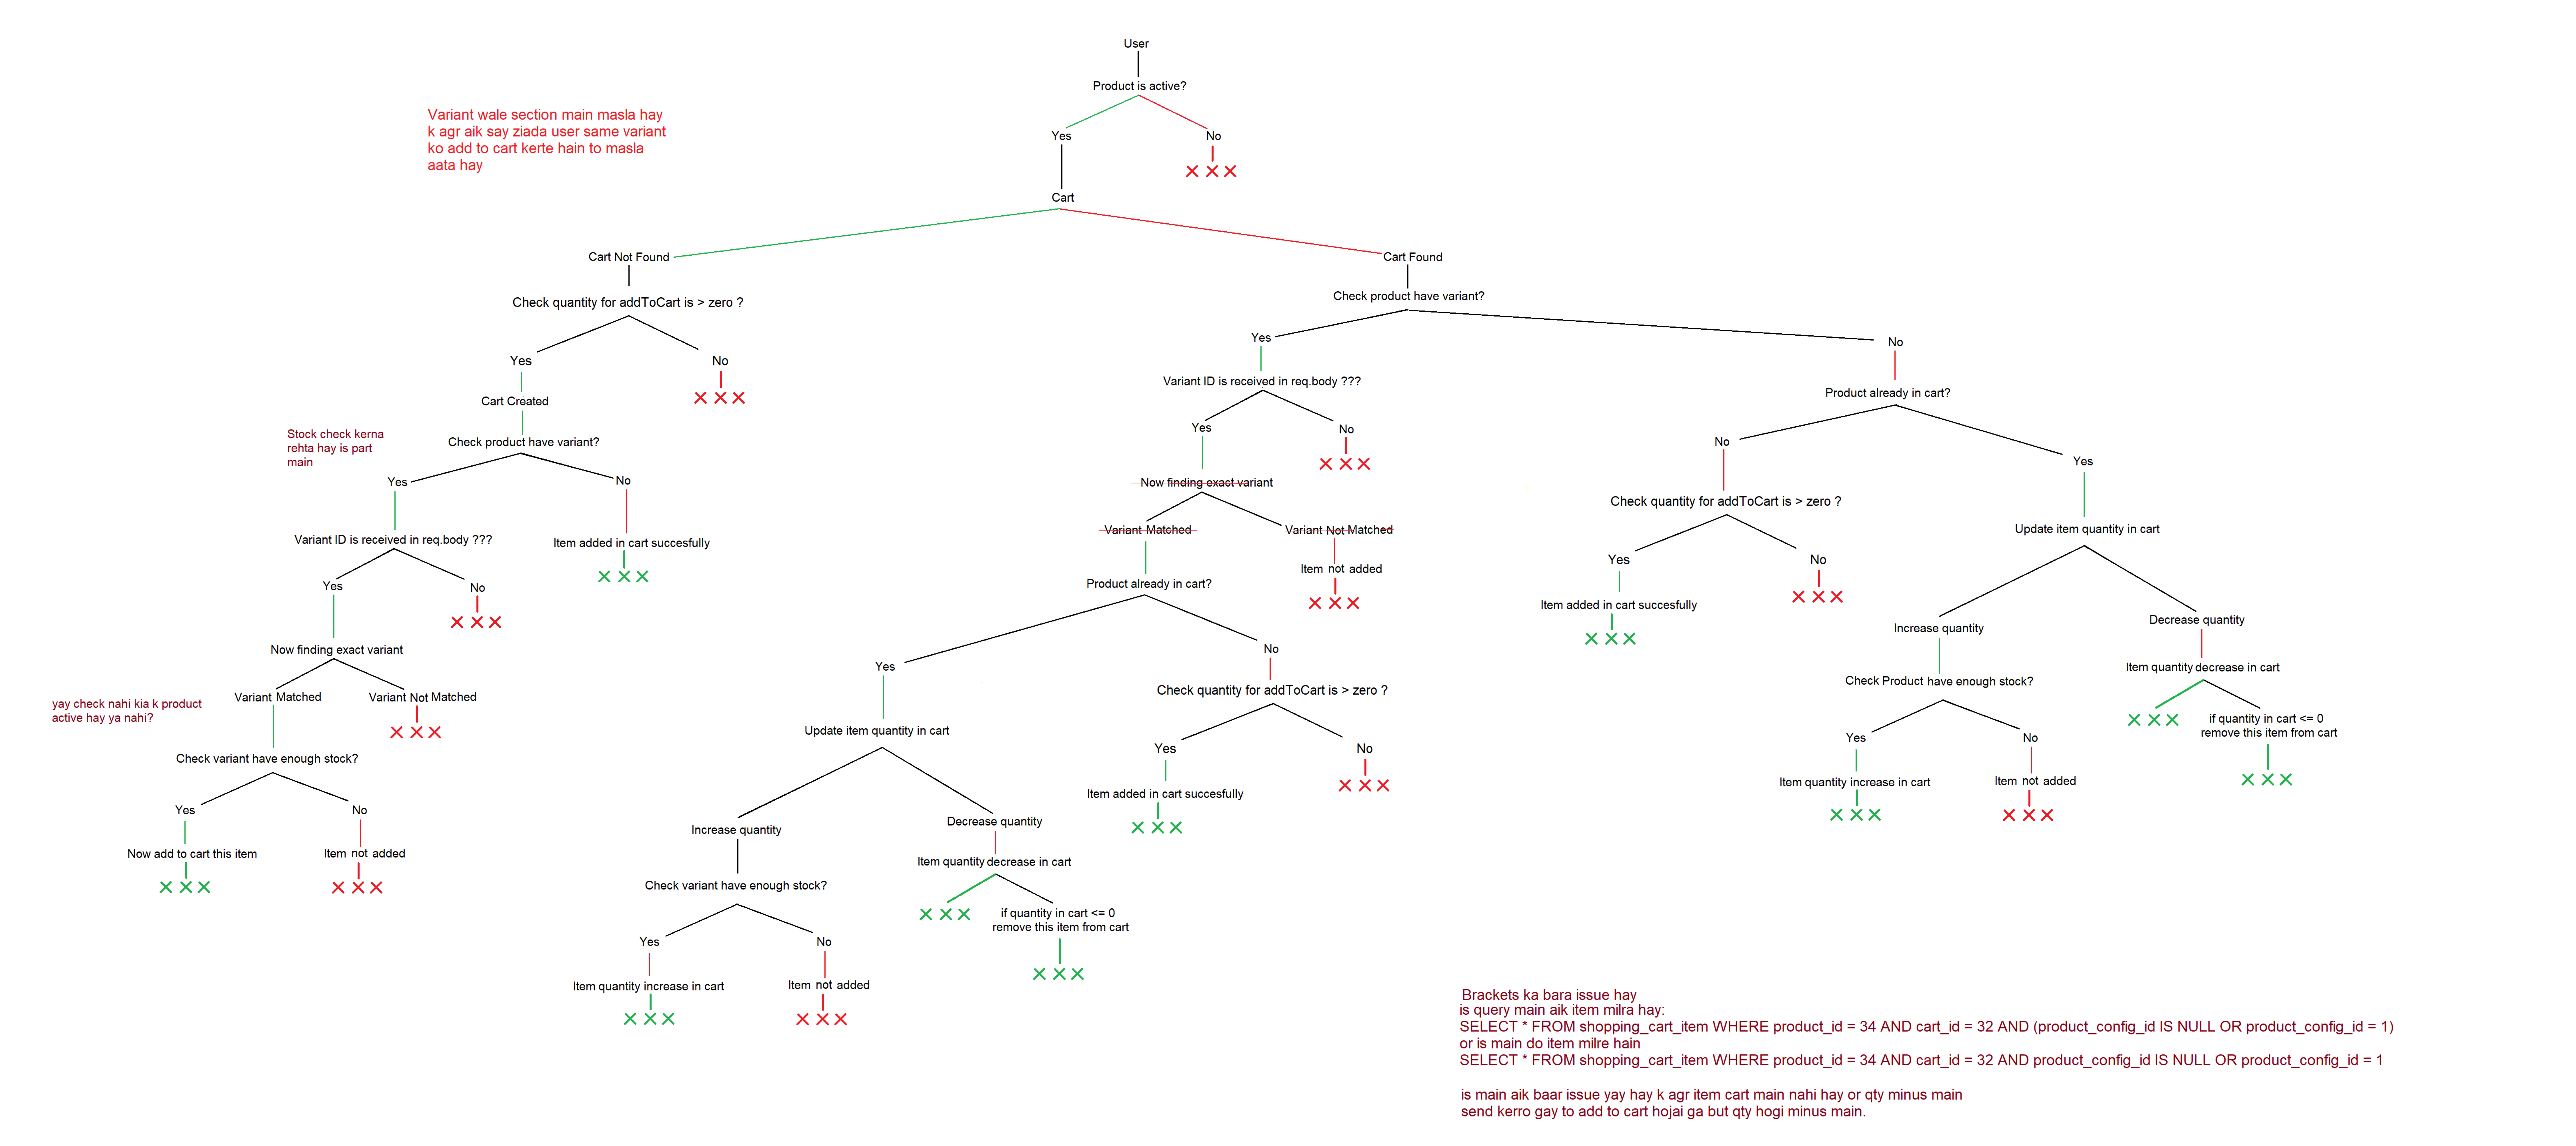 User
Product is active?
Variant wale section main masla hay
k agr aik say ziada user same variant
ko add to cart kerte hain to masla
aata hay
Yes
No
Cart
Cart Not Found
Cart Found
Check quantity for addToCart is > zero ?
Check product have variant?
Yes
No
Yes
No
Cart Created
Variant ID is received in req.body ???
Product already in cart?
Stock check kerna
rehta hay is part
main
Check product have variant?
Yes
No
No
Yes
Yes
No
Now finding exact variant
Check quantity for addToCart is > zero ?
Variant ID is received in req.body ???
Item added in cart succesfully
Variant Matched
Variant Not Matched
Update item quantity in cart
Yes
No
Item not added
Yes
No
Product already in cart?
Item added in cart succesfully
Increase quantity
Decrease quantity
Now finding exact variant
Yes
No
Item quantity decrease in cart
Variant Matched
Variant Not Matched
Check quantity for addToCart is > zero ?
Check Product have enough stock?
yay check nahi kia k product
active hay ya nahi?
if quantity in cart <= 0
remove this item from cart
Update item quantity in cart
Yes
No
Yes
No
Check variant have enough stock?
Item added in cart succesfully
Item quantity increase in cart
Item not added
Yes
No
Increase quantity
Decrease quantity
Now add to cart this item
Item not added
Item quantity decrease in cart
Check variant have enough stock?
if quantity in cart <= 0
remove this item from cart
Yes
No
Item quantity increase in cart
Item not added
Brackets ka bara issue hay
is query main aik item milra hay:
SELECT * FROM shopping_cart_item WHERE product_id = 34 AND cart_id = 32 AND (product_config_id IS NULL OR product_config_id = 1)
or is main do item milre hain
SELECT * FROM shopping_cart_item WHERE product_id = 34 AND cart_id = 32 AND product_config_id IS NULL OR product_config_id = 1
is main aik baar issue yay hay k agr item cart main nahi hay or qty minus main
send kerro gay to add to cart hojai ga but qty hogi minus main.